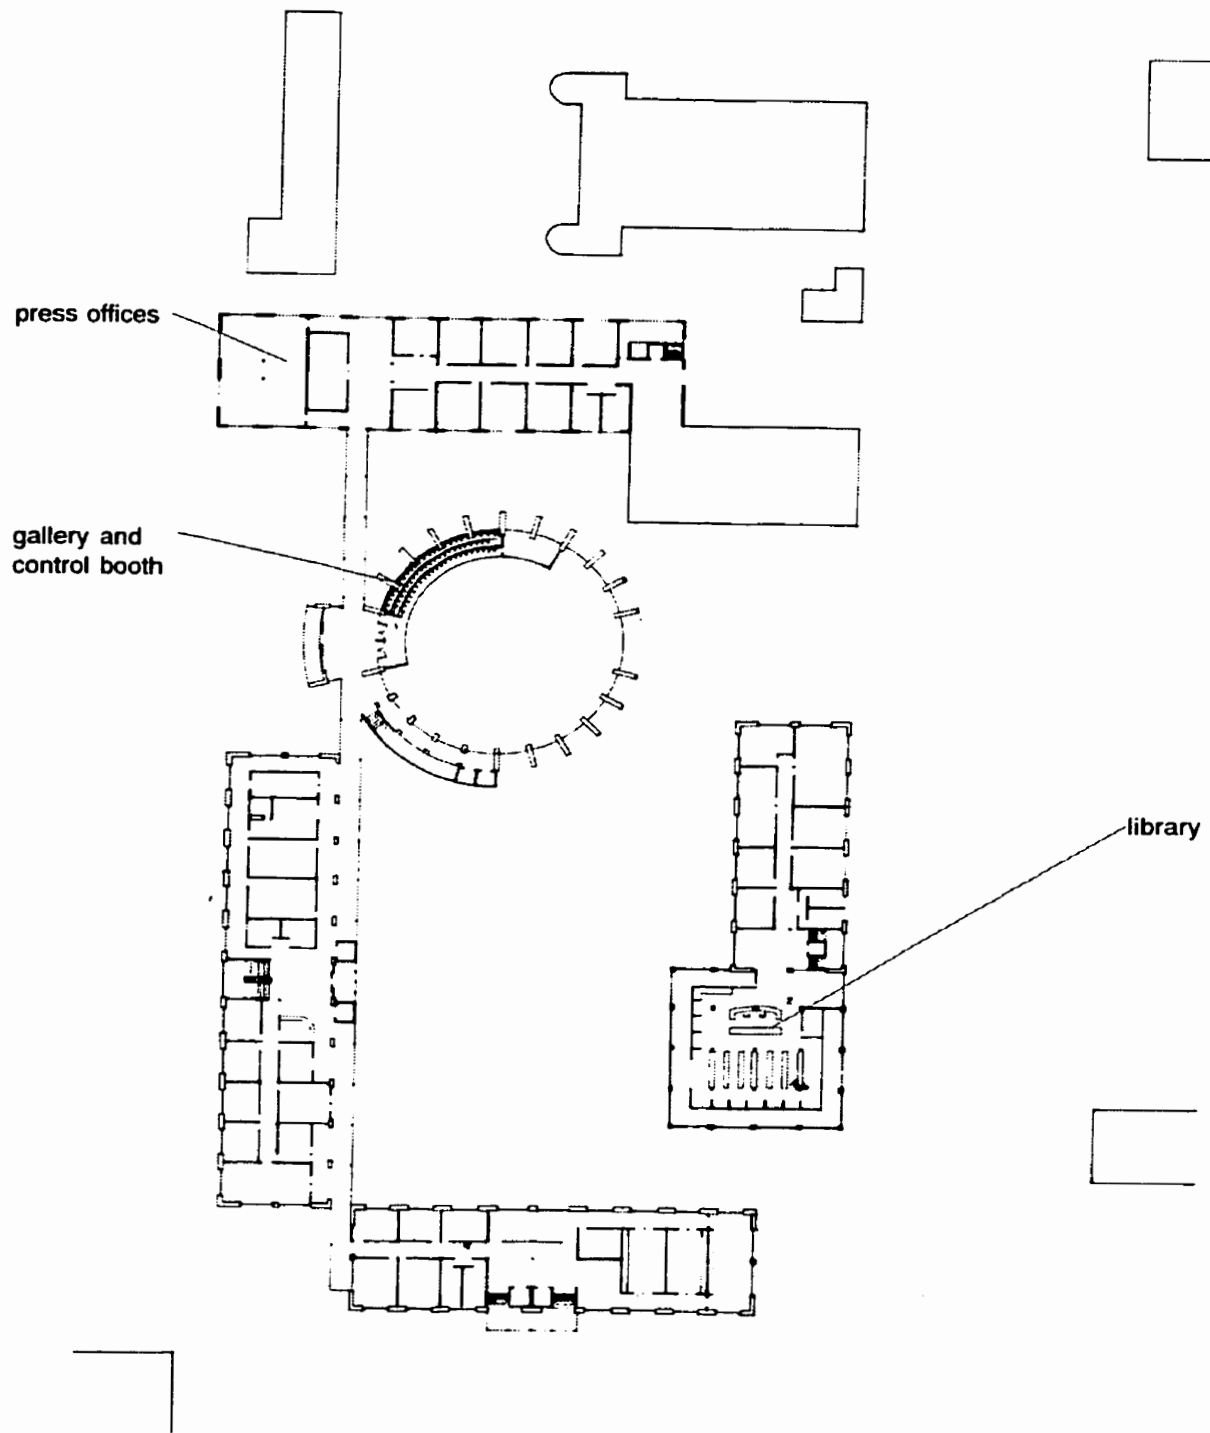 press offices
gallery and
control booth
library